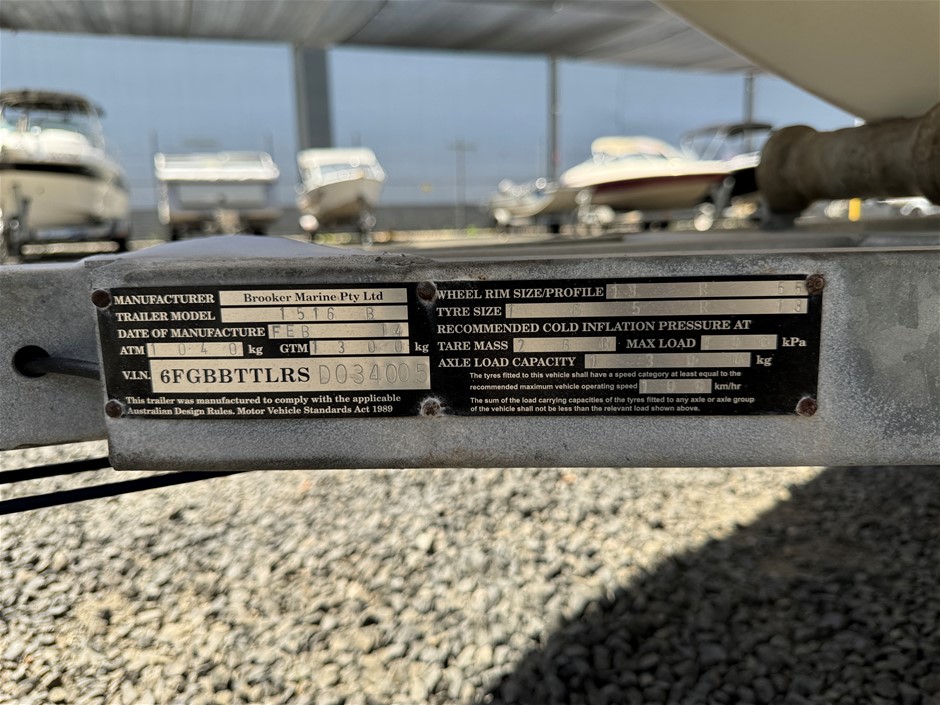 MANUFACTURER Brooker Marine Pty Ltd
TRAILER MODEL 1516 B
DATE OF MANUFACTURE FEB 14
ATM 1040 kg GTM 1300 kg
V.I.N. 6FGBBTTLRS D034005
This trailer was manufactured to comply with the applicable
Australian Design Rules. Motor Vehicle Standards Act 1989
WHEEL RIM SIZE/PROFILE
TYRE SIZE
RECOMMENDED COLD INFLATION PRESSURE AT
TARE MASS MAX LOAD kPa
AXLE LOAD CAPACITY kg
The tyres fitted to this vehicle shall have a speed category at least equal to the
recommended maximum vehicle operating speed km/hr
The sum of the load carrying capacities of the tyres fitted to any axle or axle group
of the vehicle shall not be less than the relevant load shown above.